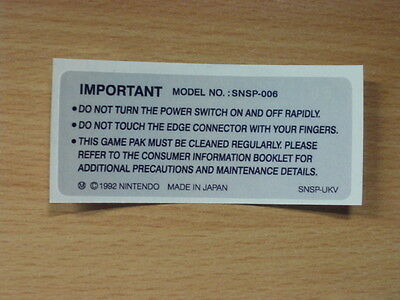 IMPORTANT MODEL NO. : SNSP-006
● DO NOT TURN THE POWER SWITCH ON AND OFF RAPIDLY.
● DO NOT TOUCH THE EDGE CONNECTOR WITH YOUR FINGERS.
● THIS GAME PAK MUST BE CLEANED REGULARLY. PLEASE
REFER TO THE CONSUMER INFORMATION BOOKLET FOR
ADDITIONAL PRECAUTIONS AND MAINTENANCE DETAILS.
Ⓜ ©1992 NINTENDO MADE IN JAPAN SNSP-UKV